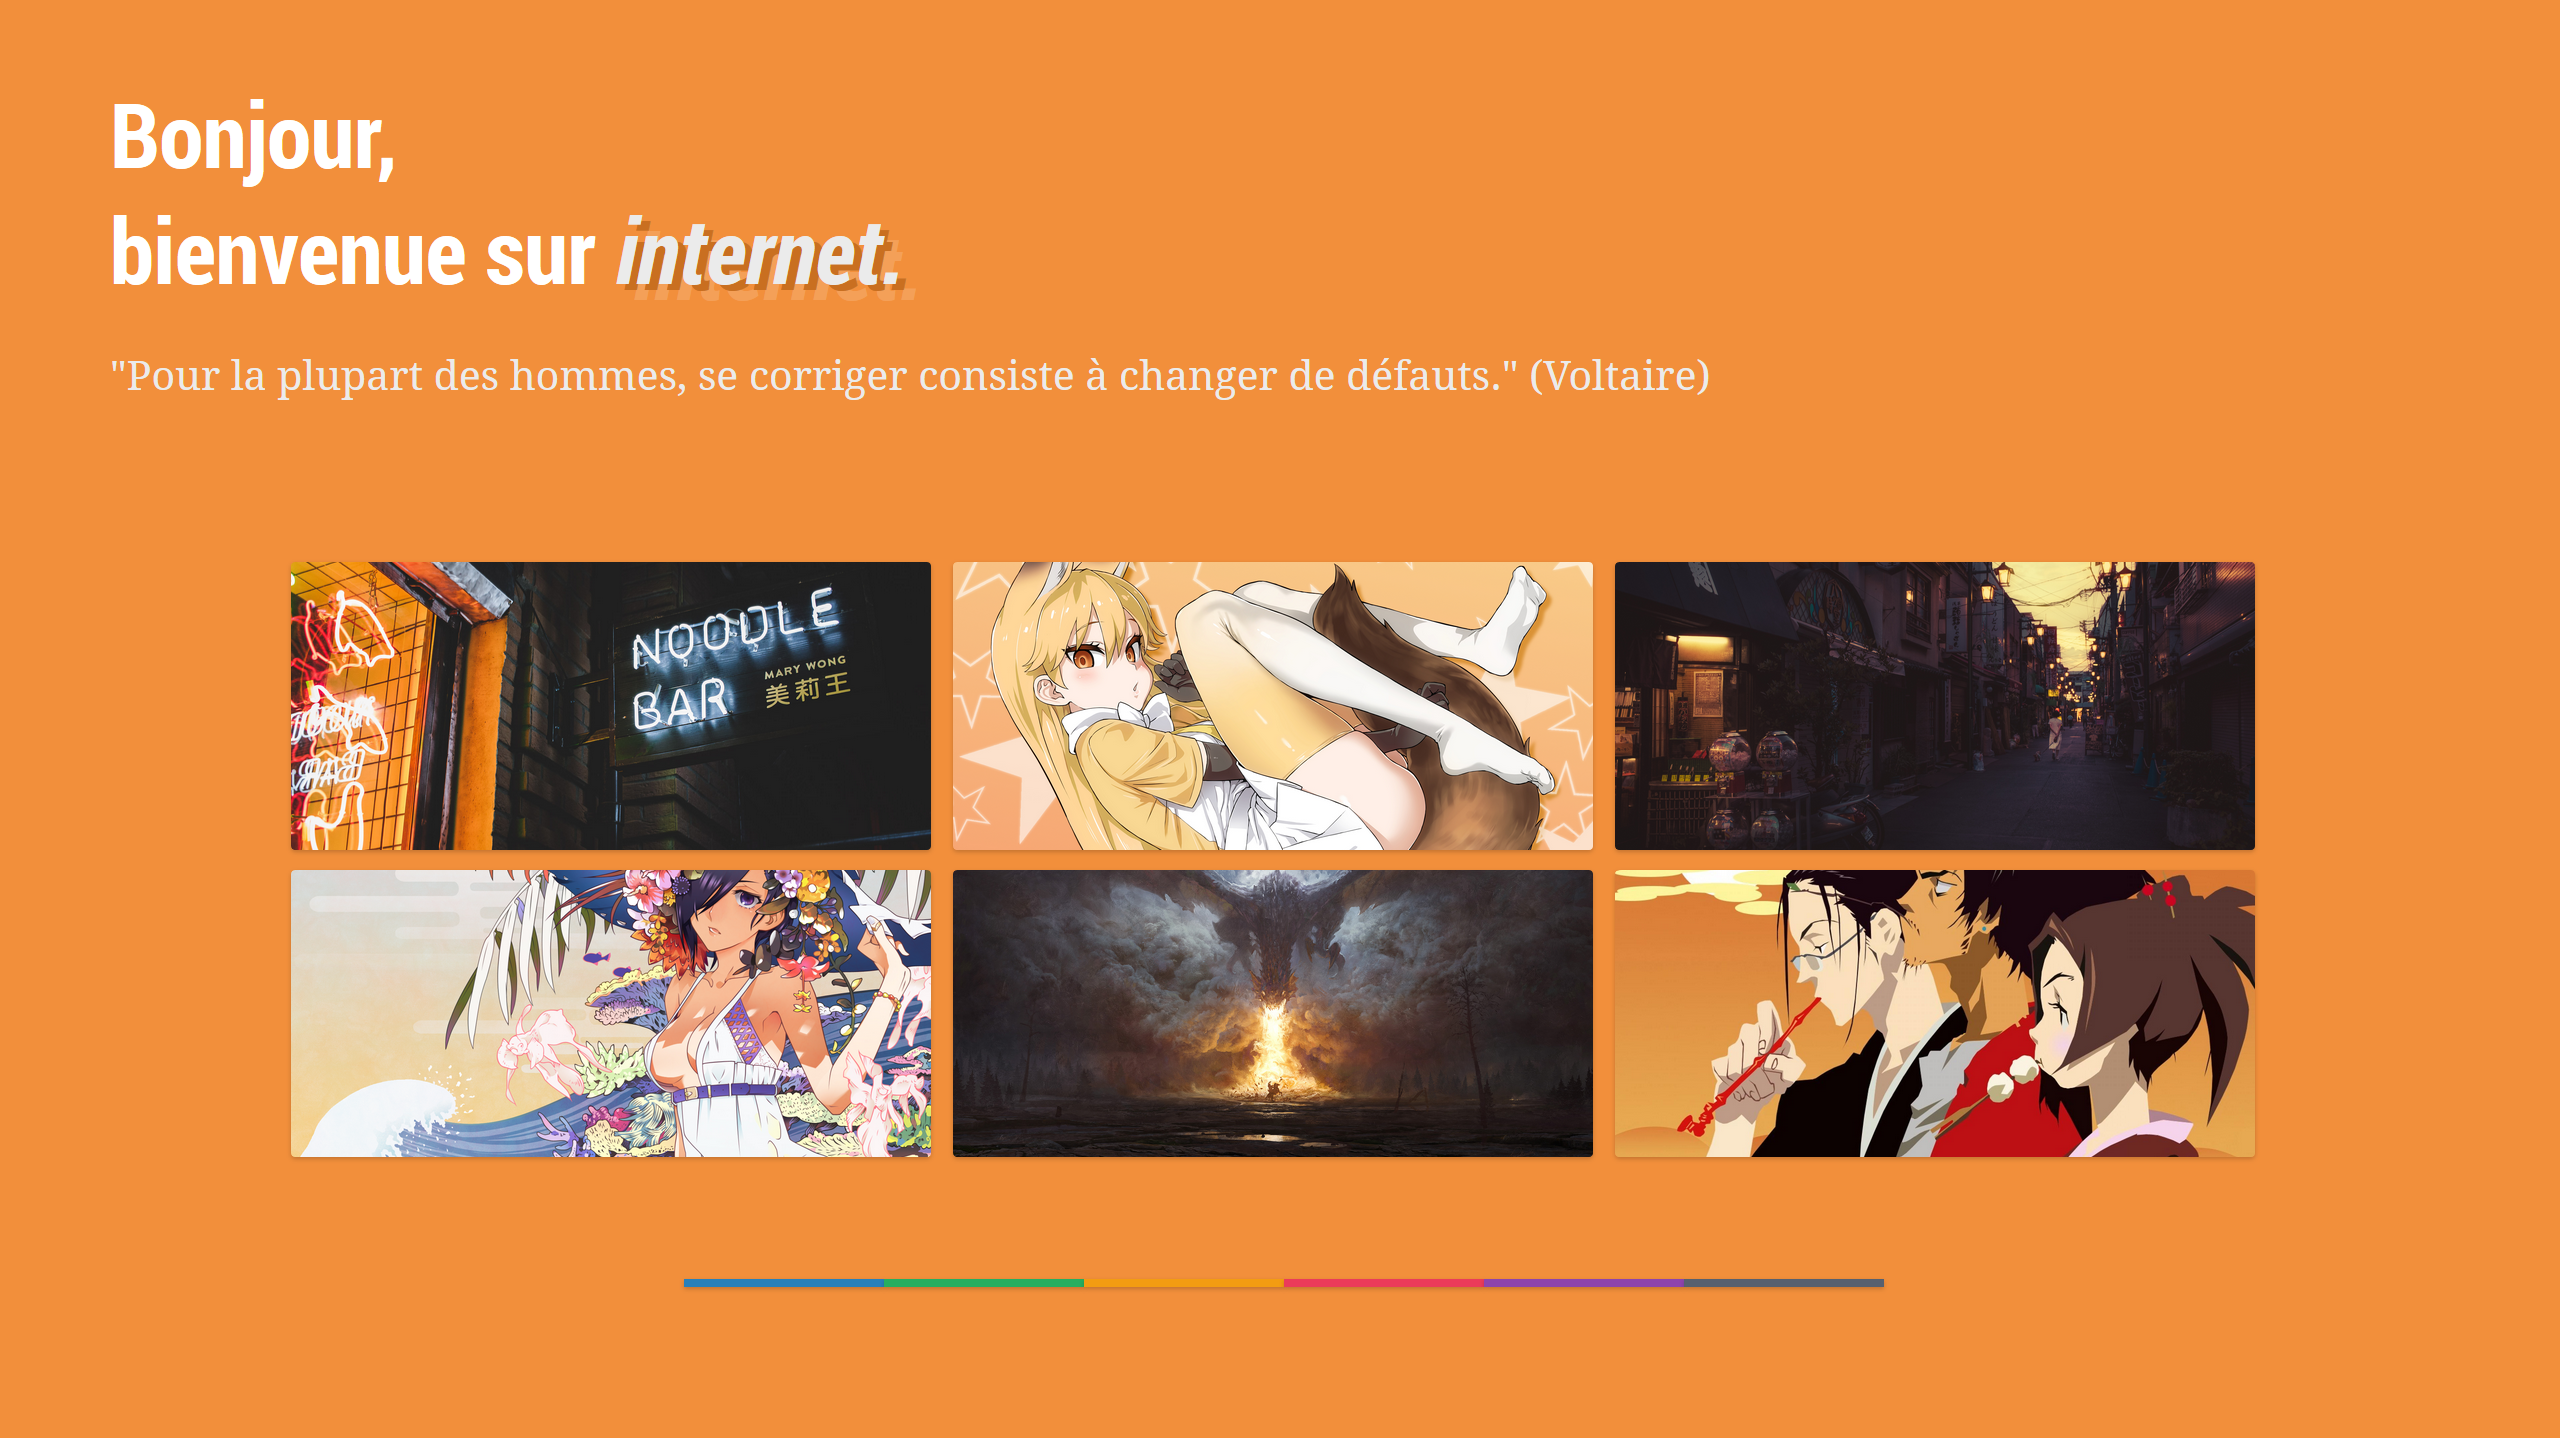 Bonjour,
bienvenue sur internet.
"Pour la plupart des hommes, se corriger consiste à changer de défauts." (Voltaire)
NOODLE
BAR
MARY WONG
美莉王